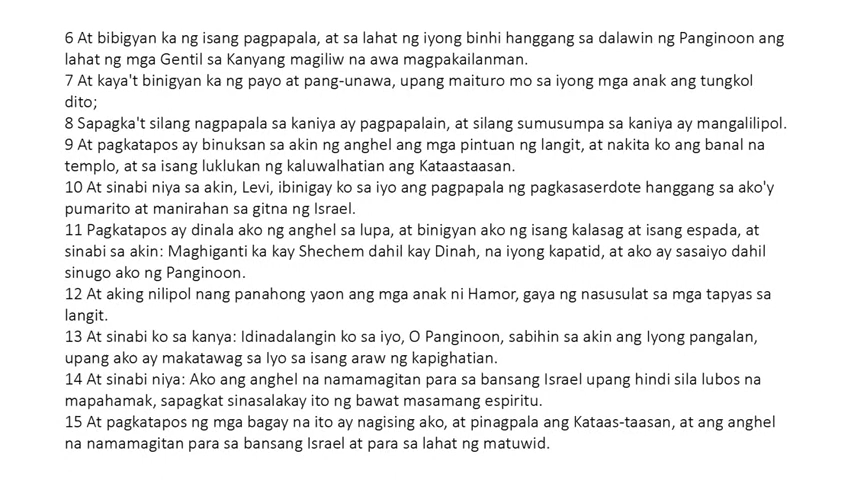 6 At bibigyan ka ng isang pagpapala, at sa lahat ng iyong binhi hanggang sa dalawin ng Panginoon ang
lahat ng mga Gentil sa Kanyang magiliw na awa magpakailanman.
7 At kaya't binigyan ka ng payo at pang-unawa, upang maituro mo sa iyong mga anak ang tungkol
dito;
8 Sapagka't silang nagpapala sa kaniya ay pagpapalain, at silang sumusumpa sa kaniya ay mangalilipol.
9 At pagkatapos ay binuksan sa akin ng anghel ang mga pintuan ng langit, at nakita ko ang banal na
templo, at sa isang luklukan ng kaluwalhatian ang Kataastaasan.
10 At sinabi niya sa akin, Levi, ibinigay ko sa iyo ang pagpapala ng pagkasaserdote hanggang sa ako'y
pumarito at manirahan sa gitna ng Israel.
11 Pagkatapos ay dinala ako ng anghel sa lupa, at binigyan ako ng isang kalasag at isang espada, at
sinabi sa akin: Maghiganti ka kay Shechem dahil kay Dinah, na iyong kapatid, at ako ay sasaiyo dahil
sinugo ako ng Panginoon.
12 At aking nilipol nang panahong yaon ang mga anak ni Hamor, gaya ng nasusulat sa mga tapyas sa
langit.
13 At sinabi ko sa kanya: Idinadalangin ko sa iyo, O Panginoon, sabihin sa akin ang Iyong pangalan,
upang ako ay makatawag sa Iyo sa isang araw ng kapighatian.
14 At sinabi niya: Ako ang anghel na namamagitan para sa bansang Israel upang hindi sila lubos na
mapahamak, sapagkat sinasalakay ito ng bawat masamang espiritu.
15 At pagkatapos ng mga bagay na ito ay nagising ako, at pinagpala ang Kataas-taasan, at ang anghel
na namamagitan para sa bansang Israel at para sa lahat ng matuwid.